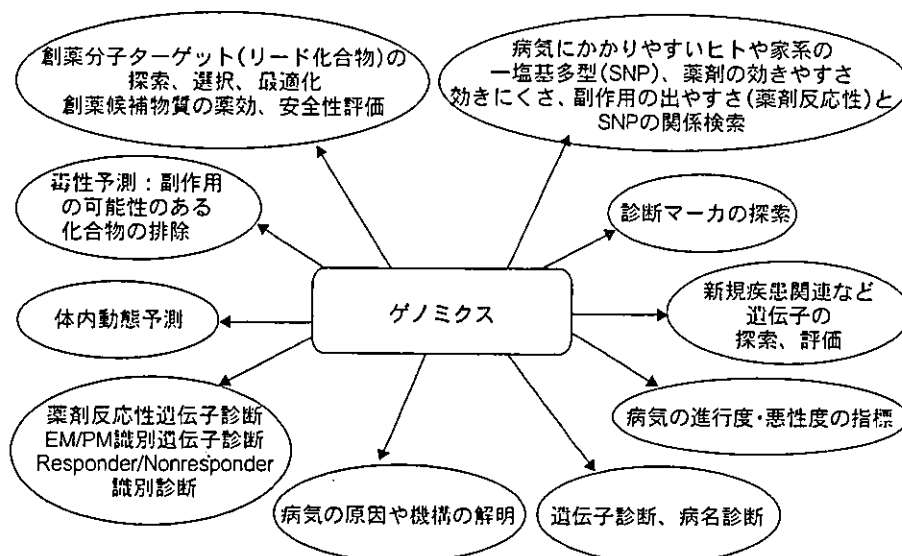 創薬分子ターゲット(リード化合物)の
探索、選択、最適化
創薬候補物質の薬効、安全性評価
病気にかかりやすいヒトや家系の
一塩基多型(SNP)、薬剤の効きやすさ
効きにくさ、副作用の出やすさ(薬剤反応性)と
SNPの関係検索
毒性予測：副作用
の可能性のある
化合物の排除
診断マーカの探索
ゲノミクス
体内動態予測
新規疾患関連など
遺伝子の
探索、評価
薬剤反応性遺伝子診断
EM/PM識別遺伝子診断
Responder/Nonresponder
識別診断
病気の進行度・悪性度の指標
病気の原因や機構の解明
遺伝子診断、病名診断